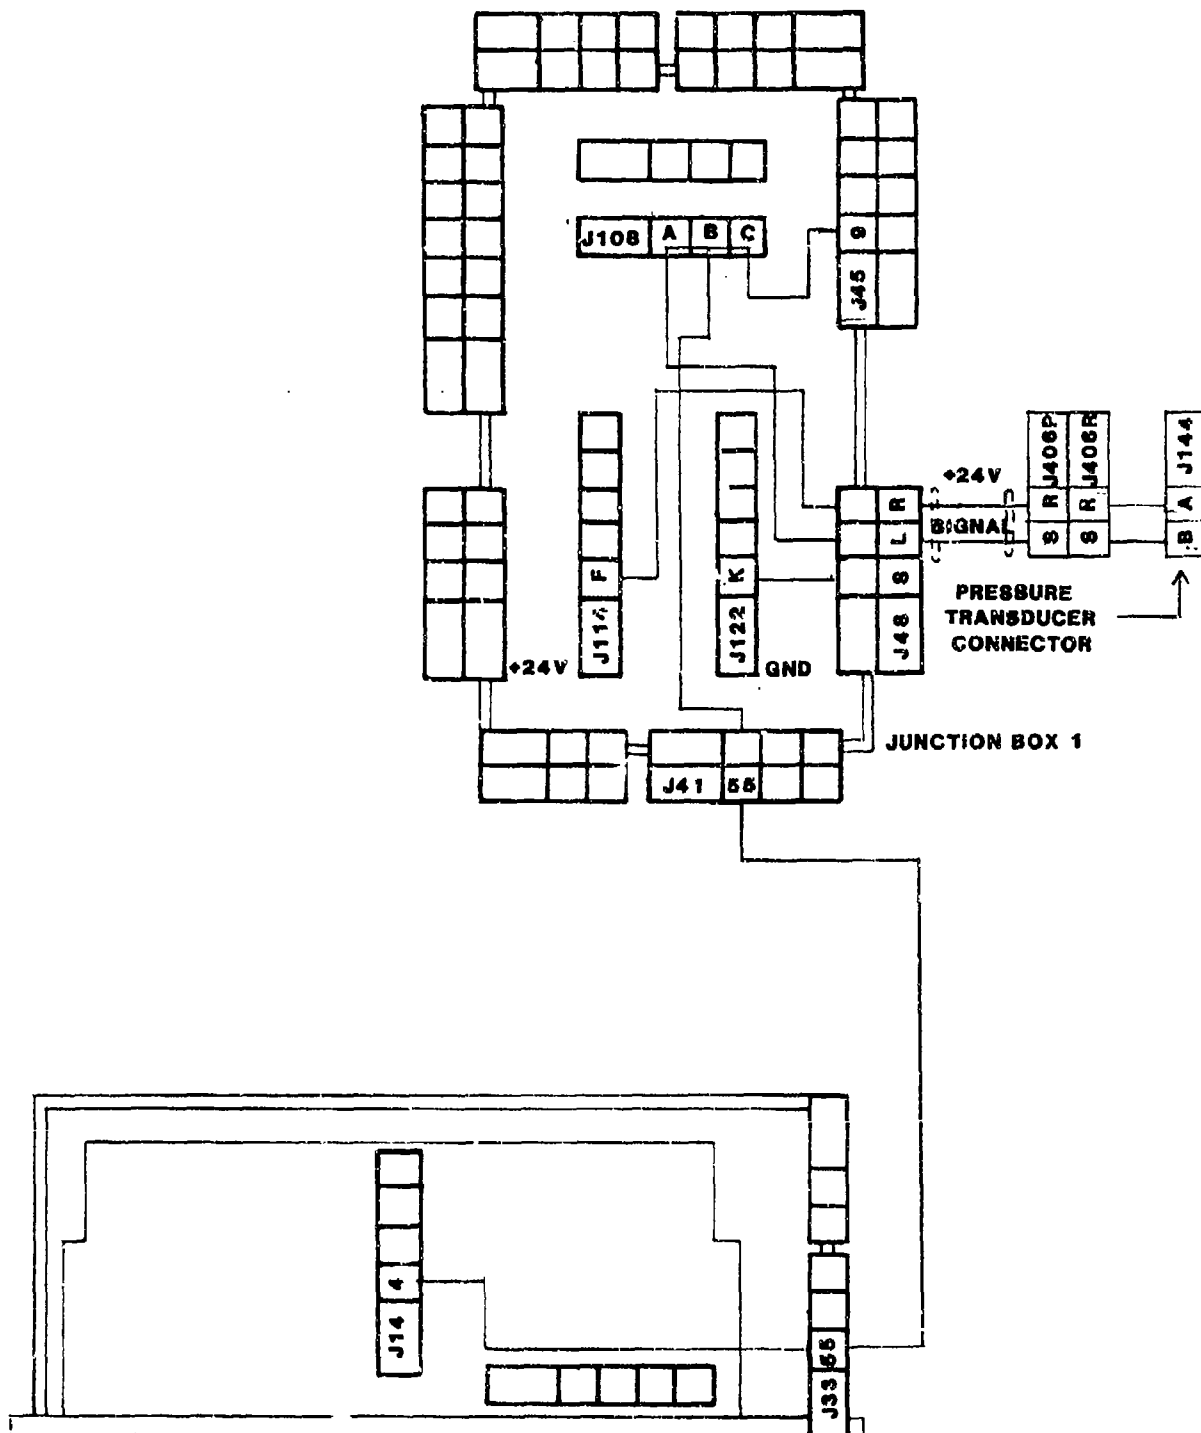 J108 A B C
9
J45
J406P
J406R
J144
+24V
R
R
R
A
SIGNAL
L
S
S
B
F
K
S
PRESSURE
TRANSDUCER
CONNECTOR
J114
J122
J48
+24V
GND
JUNCTION BOX 1
J41 55
4
J14
55
J33